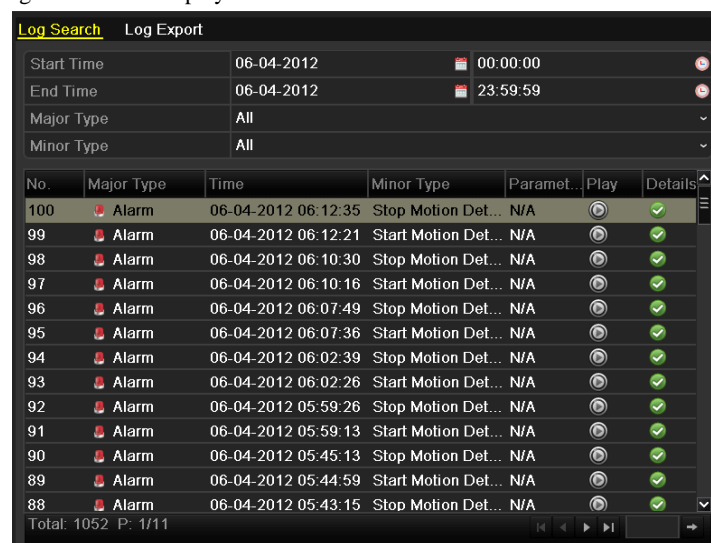 Log Search Log Export
Start Time 06-04-2012 00:00:00
End Time 06-04-2012 23:59:59
Major Type All
Minor Type All
No. Major Type Time Minor Type Paramet... Play Details
100 Alarm 06-04-2012 06:12:35 Stop Motion Det... N/A
99 Alarm 06-04-2012 06:12:21 Start Motion Det... N/A
98 Alarm 06-04-2012 06:10:30 Stop Motion Det... N/A
97 Alarm 06-04-2012 06:10:16 Start Motion Det... N/A
96 Alarm 06-04-2012 06:07:49 Stop Motion Det... N/A
95 Alarm 06-04-2012 06:07:36 Start Motion Det... N/A
94 Alarm 06-04-2012 06:02:39 Stop Motion Det... N/A
93 Alarm 06-04-2012 06:02:26 Start Motion Det... N/A
92 Alarm 06-04-2012 05:59:26 Stop Motion Det... N/A
91 Alarm 06-04-2012 05:59:13 Start Motion Det... N/A
90 Alarm 06-04-2012 05:45:13 Stop Motion Det... N/A
89 Alarm 06-04-2012 05:44:59 Start Motion Det... N/A
88 Alarm 06-04-2012 05:43:15 Stop Motion Det... N/A
Total: 1052 P: 1/11